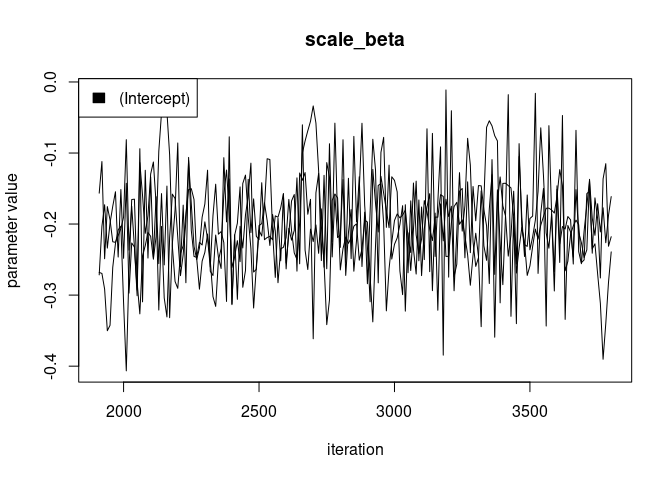 scale_beta
(Intercept)
parameter value
0.0
-0.1
-0.2
-0.3
-0.4
2000
2500
3000
3500
iteration